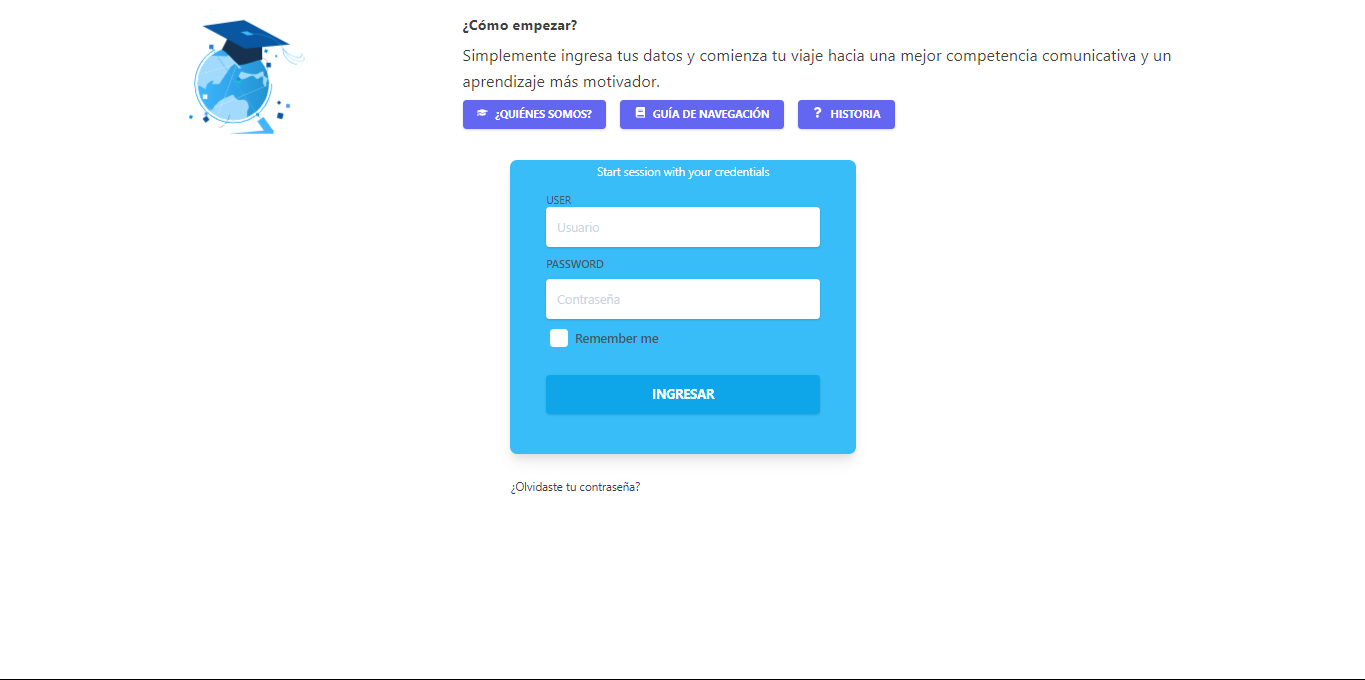 ¿Cómo empezar?
Simplemente ingresa tus datos y comienza tu viaje hacia una mejor competencia comunicativa y un
aprendizaje más motivador.
¿QUIÉNES SOMOS? GUÍA DE NAVEGACIÓN ? HISTORIA
Start session with your credentials
USER
Usuario
PASSWORD
Contraseña
Remember me
INGRESAR
¿Olvidaste tu contraseña?